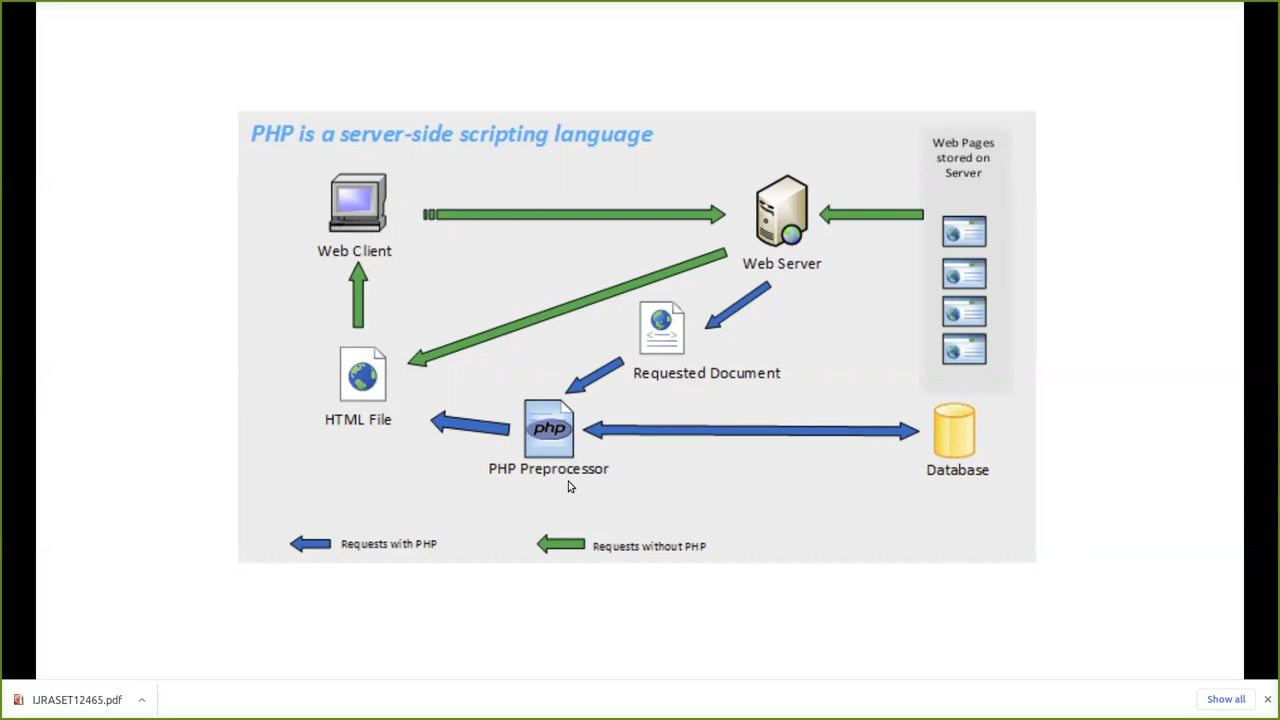 PHP is a server-side scripting language
Web Pages
stored on
Server
Web Client
Web Server
Requested Document
HTML File
php
PHP Preprocessor
Database
Requests with PHP
Requests without PHP
IJRASET12465.pdf
Show all